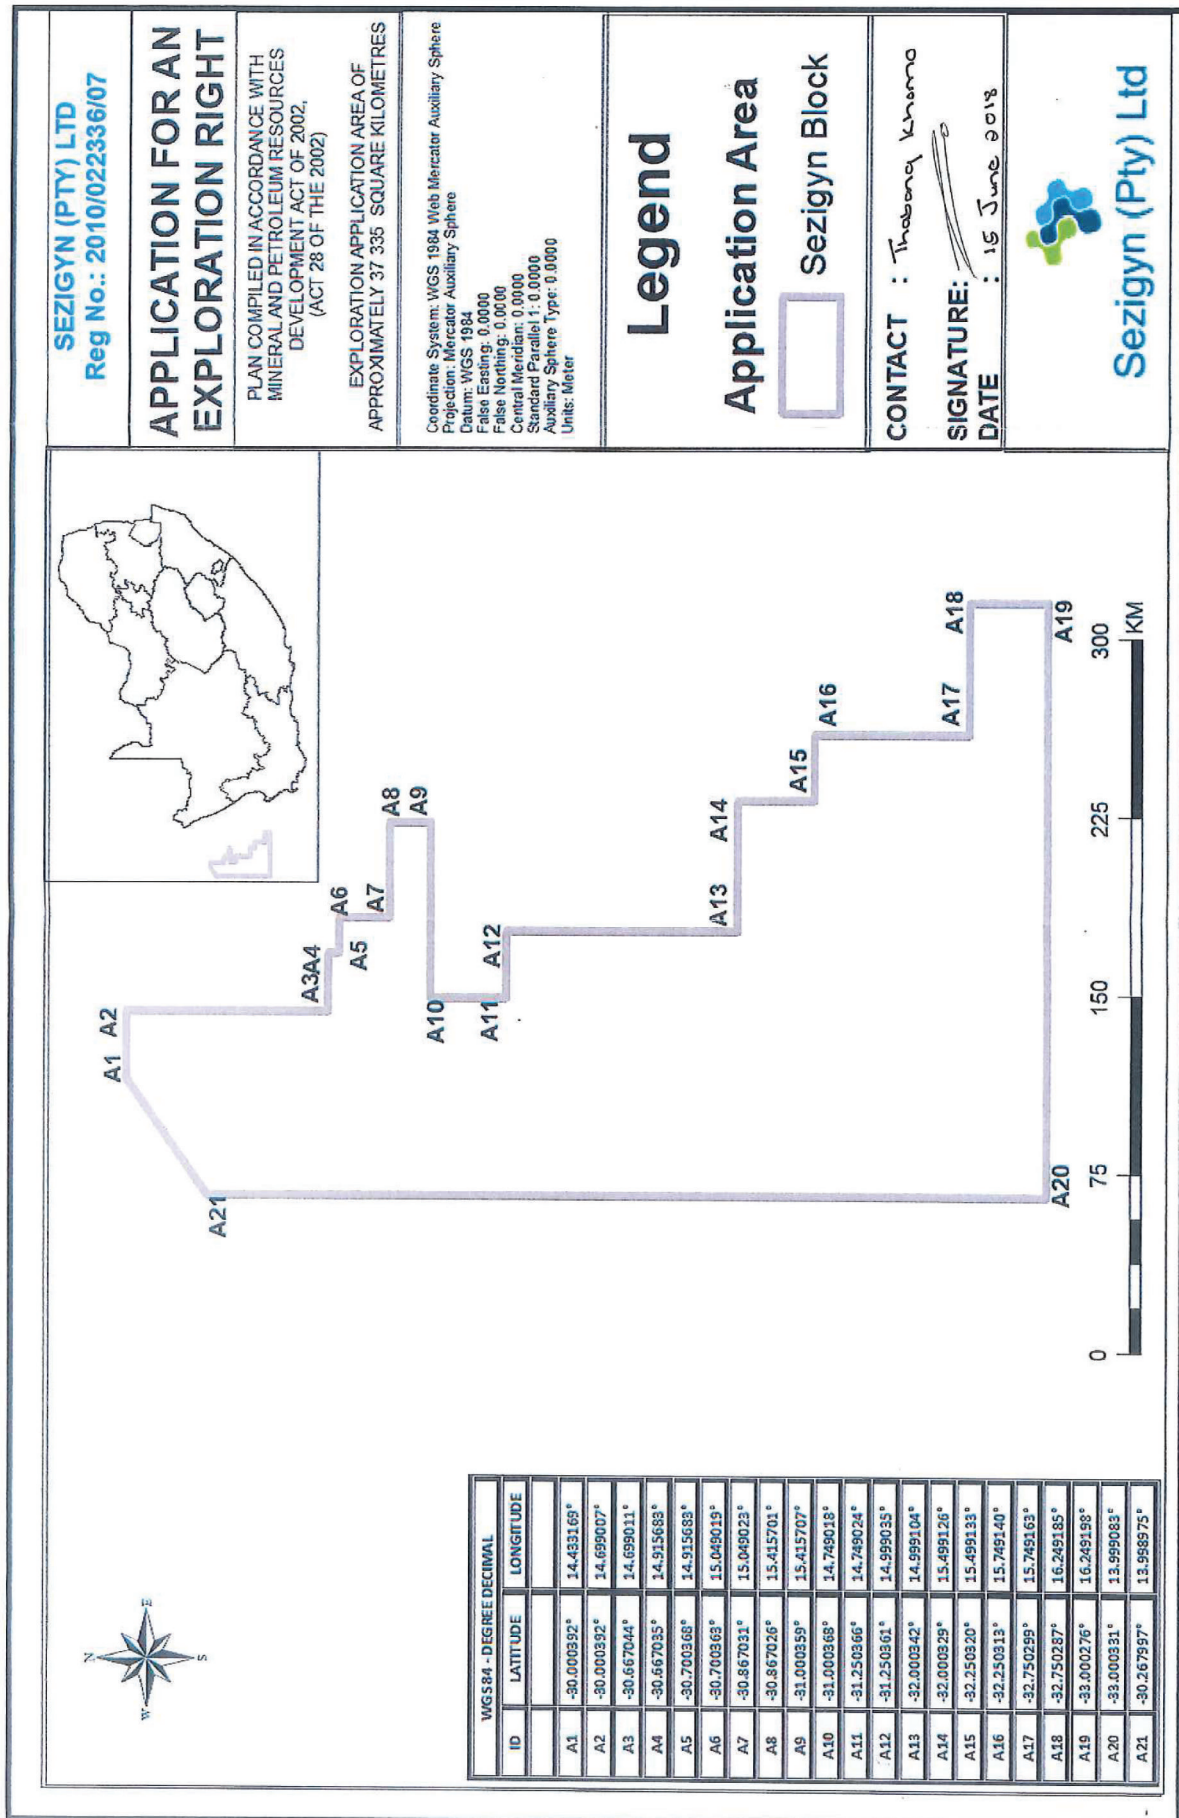 SEZIGYN (PTY) LTD
Reg No.: 2010/022336/07
APPLICATION FOR AN
EXPLORATION RIGHT
PLAN COMPILED IN ACCORDANCE WITH
MINERAL AND PETROLEUM RESOURCES
DEVELOPMENT ACT OF 2002,
(ACT 28 OF THE 2002)
EXPLORATION APPLICATION AREA OF
APPROXIMATELY 37 335 SQUARE KILOMETRES
Coordinate System: WGS 1984 Web Mercator Auxiliary Sphere
Projection: Mercator Auxiliary Sphere
Datum: WGS 1984
False Easting: 0.0000
False Northing: 0.0000
Central Meridian: 0.0000
Standard Parallel 1: 0.0000
Auxiliary Sphere Type: 0.0000
Units: Meter
Legend
Application Area
Sezigyn Block
CONTACT : Thabang Khomo
SIGNATURE:
DATE : 15 June 2018
Sezigyn (Pty) Ltd
N
W
E
S
A1
A2
A3A4
A5
A6
A7
A8
A9
A10
A11
A12
A13
A14
A15
A16
A17
A18
A19
A20
A21
0 75 150 225 300
KM
WGS84 - DEGREE DECIMAL
ID LATITUDE LONGITUDE
A1 -30.000392° 14.433169°
A2 -30.000392° 14.699007°
A3 -30.667044° 14.699011°
A4 -30.667035° 14.915683°
A5 -30.700368° 14.915683°
A6 -30.700363° 15.049019°
A7 -30.867031° 15.049023°
A8 -30.867026° 15.415701°
A9 -31.000359° 15.415707°
A10 -31.000368° 14.749018°
A11 -31.250366° 14.749024°
A12 -31.250361° 14.999035°
A13 -32.000342° 14.999104°
A14 -32.000329° 15.499126°
A15 -32.250320° 15.499133°
A16 -32.250313° 15.749140°
A17 -32.750299° 15.749163°
A18 -32.750287° 16.249185°
A19 -33.000276° 16.249198°
A20 -33.000331° 13.999083°
A21 -30.267997° 13.998975°